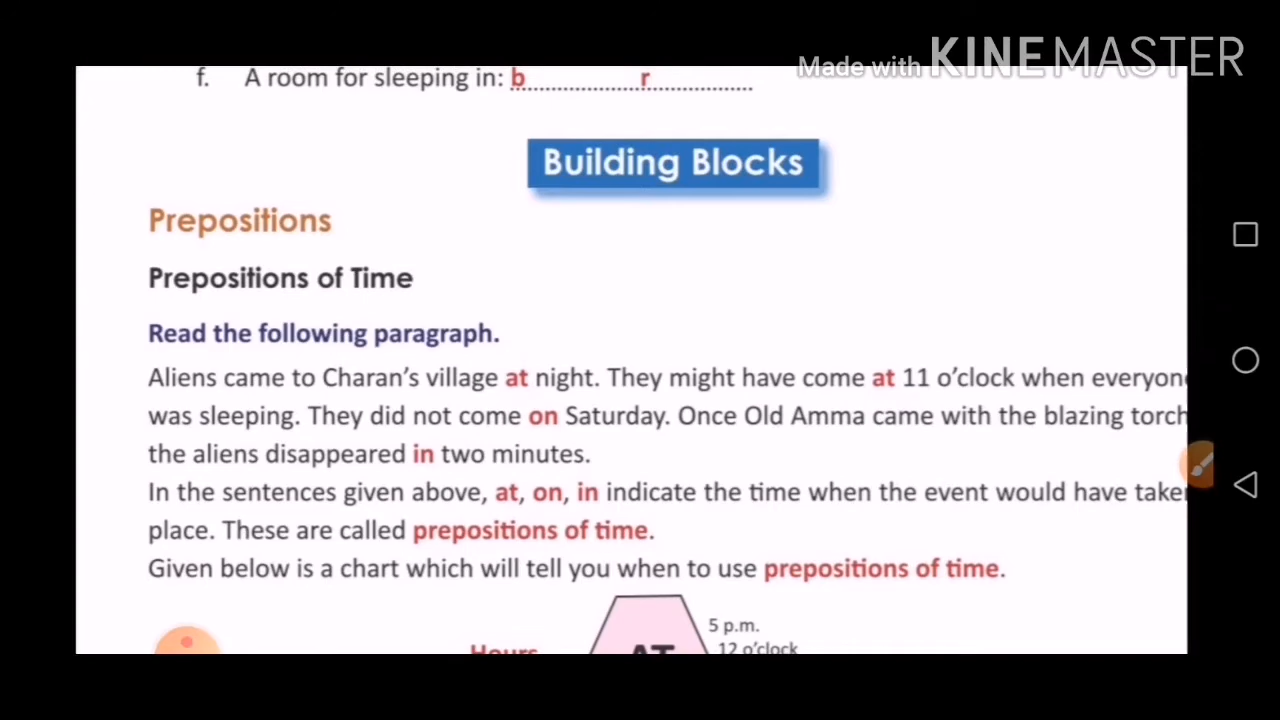 Made with KINEMASTER
f. A room for sleeping in: b....................r....................
Building Blocks
Prepositions
Prepositions of Time
Read the following paragraph.
Aliens came to Charan's village at night. They might have come at 11 o'clock when everyon
was sleeping. They did not come on Saturday. Once Old Amma came with the blazing torch
the aliens disappeared in two minutes.
In the sentences given above, at, on, in indicate the time when the event would have take
place. These are called prepositions of time.
Given below is a chart which will tell you when to use prepositions of time.
5 p.m.
Hours AT 12 o'clock